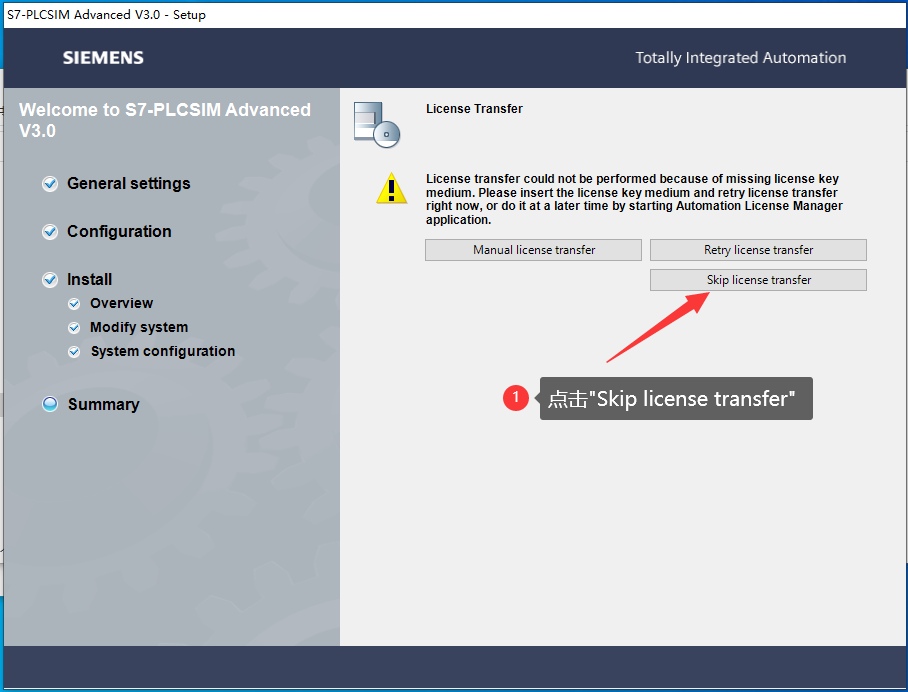 S7-PLCSIM Advanced V3.0 - Setup
SIEMENS
Totally Integrated Automation
Welcome to S7-PLCSIM Advanced
V3.0
General settings
Configuration
Install
Overview
Modify system
System configuration
Summary
License Transfer
License transfer could not be performed because of missing license key
medium. Please insert the license key medium and retry license transfer
right now, or do it at a later time by starting Automation License Manager
application.
Manual license transfer
Retry license transfer
Skip license transfer
1
点击"Skip license transfer"